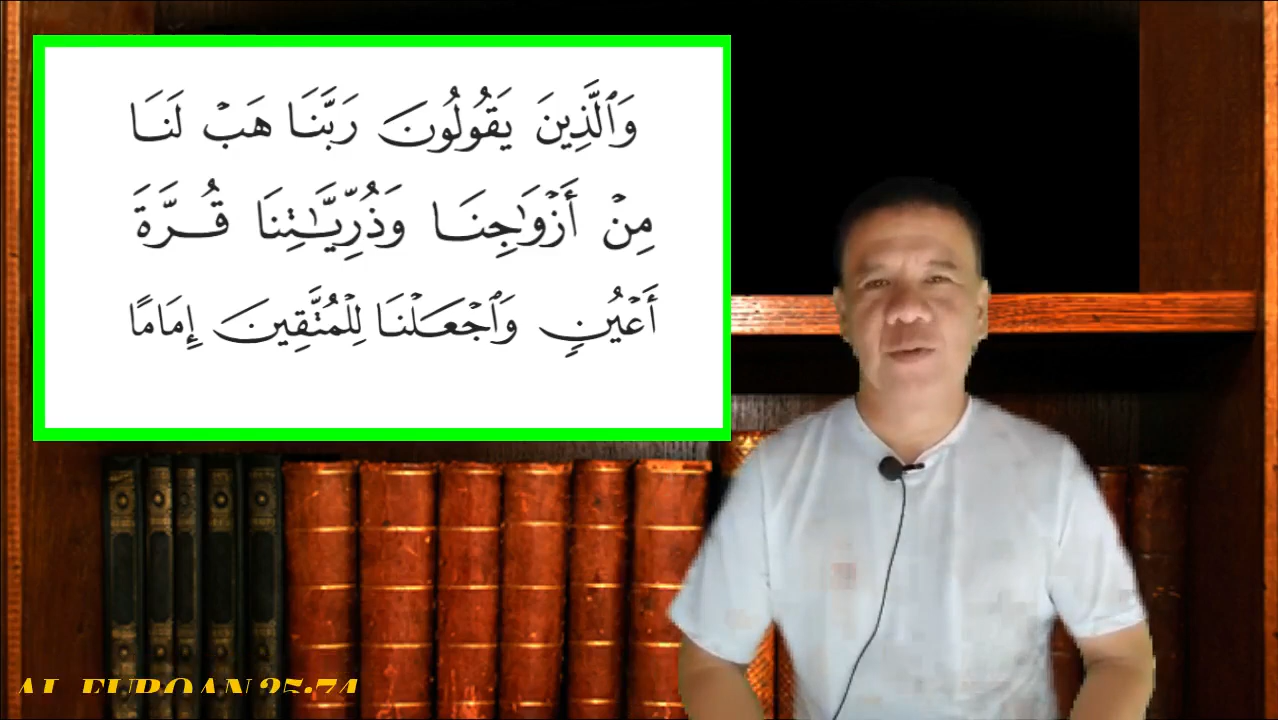 وَٱلَّذِينَ يَقُولُونَ رَبَّنَا هَبْ لَنَا
مِنْ أَزْوَٰجِنَا وَذُرِّيَّـٰتِنَا قُرَّةَ
أَعْيُنٍ وَٱجْعَلْنَا لِلْمُتَّقِينَ إِمَامًا
AL FURQAN 25:74